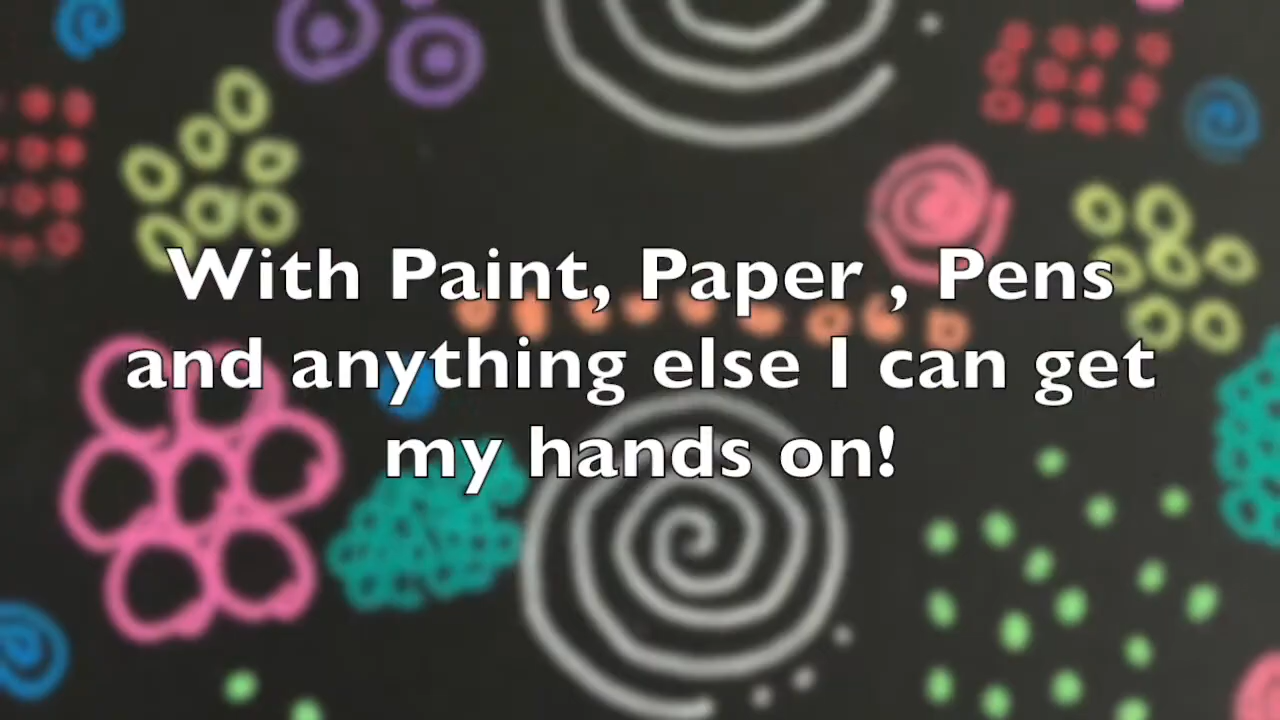 With Paint, Paper , Pens
and anything else I can get
my hands on!